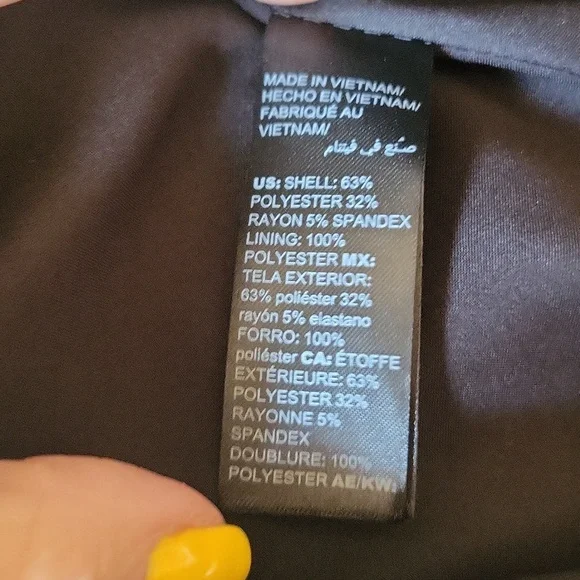 MADE IN VIETNAM/
HECHO EN VIETNAM/
FABRIQUÉ AU
VIETNAM/
صنع في فيتنام
US: SHELL: 63%
POLYESTER 32%
RAYON 5% SPANDEX
LINING: 100%
POLYESTER MX:
TELA EXTERIOR:
63% poliéster 32%
rayón 5% elastano
FORRO: 100%
poliéster CA: ÉTOFFE
EXTÉRIEURE: 63%
POLYESTER 32%
RAYONNE 5%
SPANDEX
DOUBLURE: 100%
POLYESTER AE/KW/